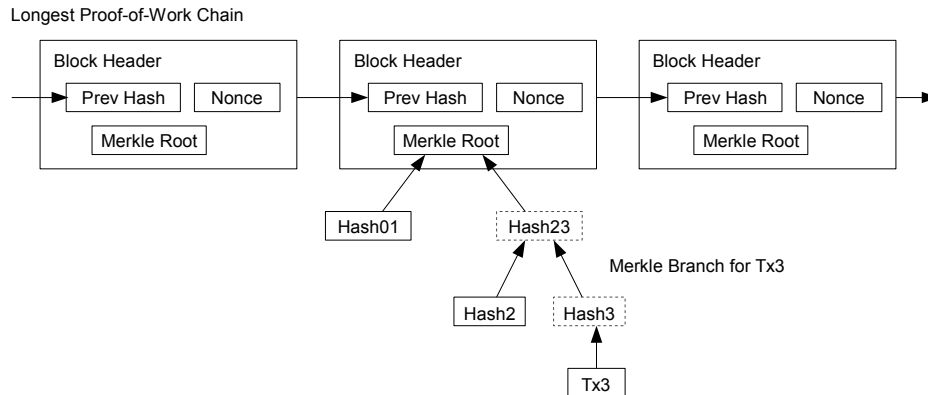 Longest Proof-of-Work Chain
Block Header
Prev Hash
Nonce
Merkle Root
Block Header
Prev Hash
Nonce
Merkle Root
Block Header
Prev Hash
Nonce
Merkle Root
Hash01
Hash23
Merkle Branch for Tx3
Hash2
Hash3
Tx3